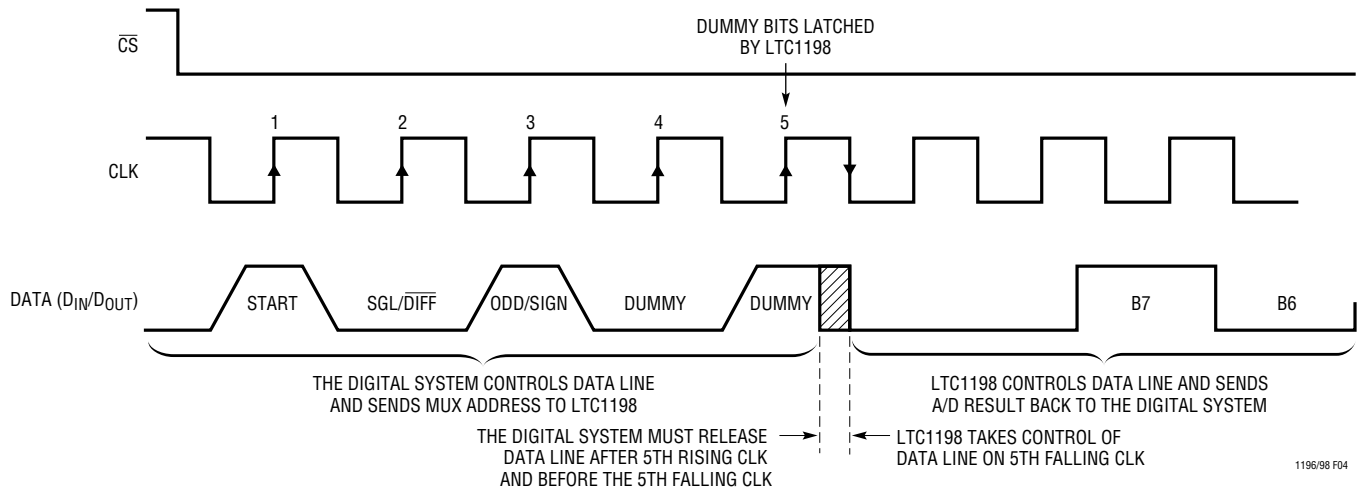 DUMMY BITS LATCHED
BY LTC1198
CS
1 2 3 4 5
CLK
DATA (DIN/DOUT)
START SGL/DIFF ODD/SIGN DUMMY DUMMY B7 B6
THE DIGITAL SYSTEM CONTROLS DATA LINE
AND SENDS MUX ADDRESS TO LTC1198
LTC1198 CONTROLS DATA LINE AND SENDS
A/D RESULT BACK TO THE DIGITAL SYSTEM
THE DIGITAL SYSTEM MUST RELEASE
DATA LINE AFTER 5TH RISING CLK
AND BEFORE THE 5TH FALLING CLK
LTC1198 TAKES CONTROL OF
DATA LINE ON 5TH FALLING CLK
1196/98 F04